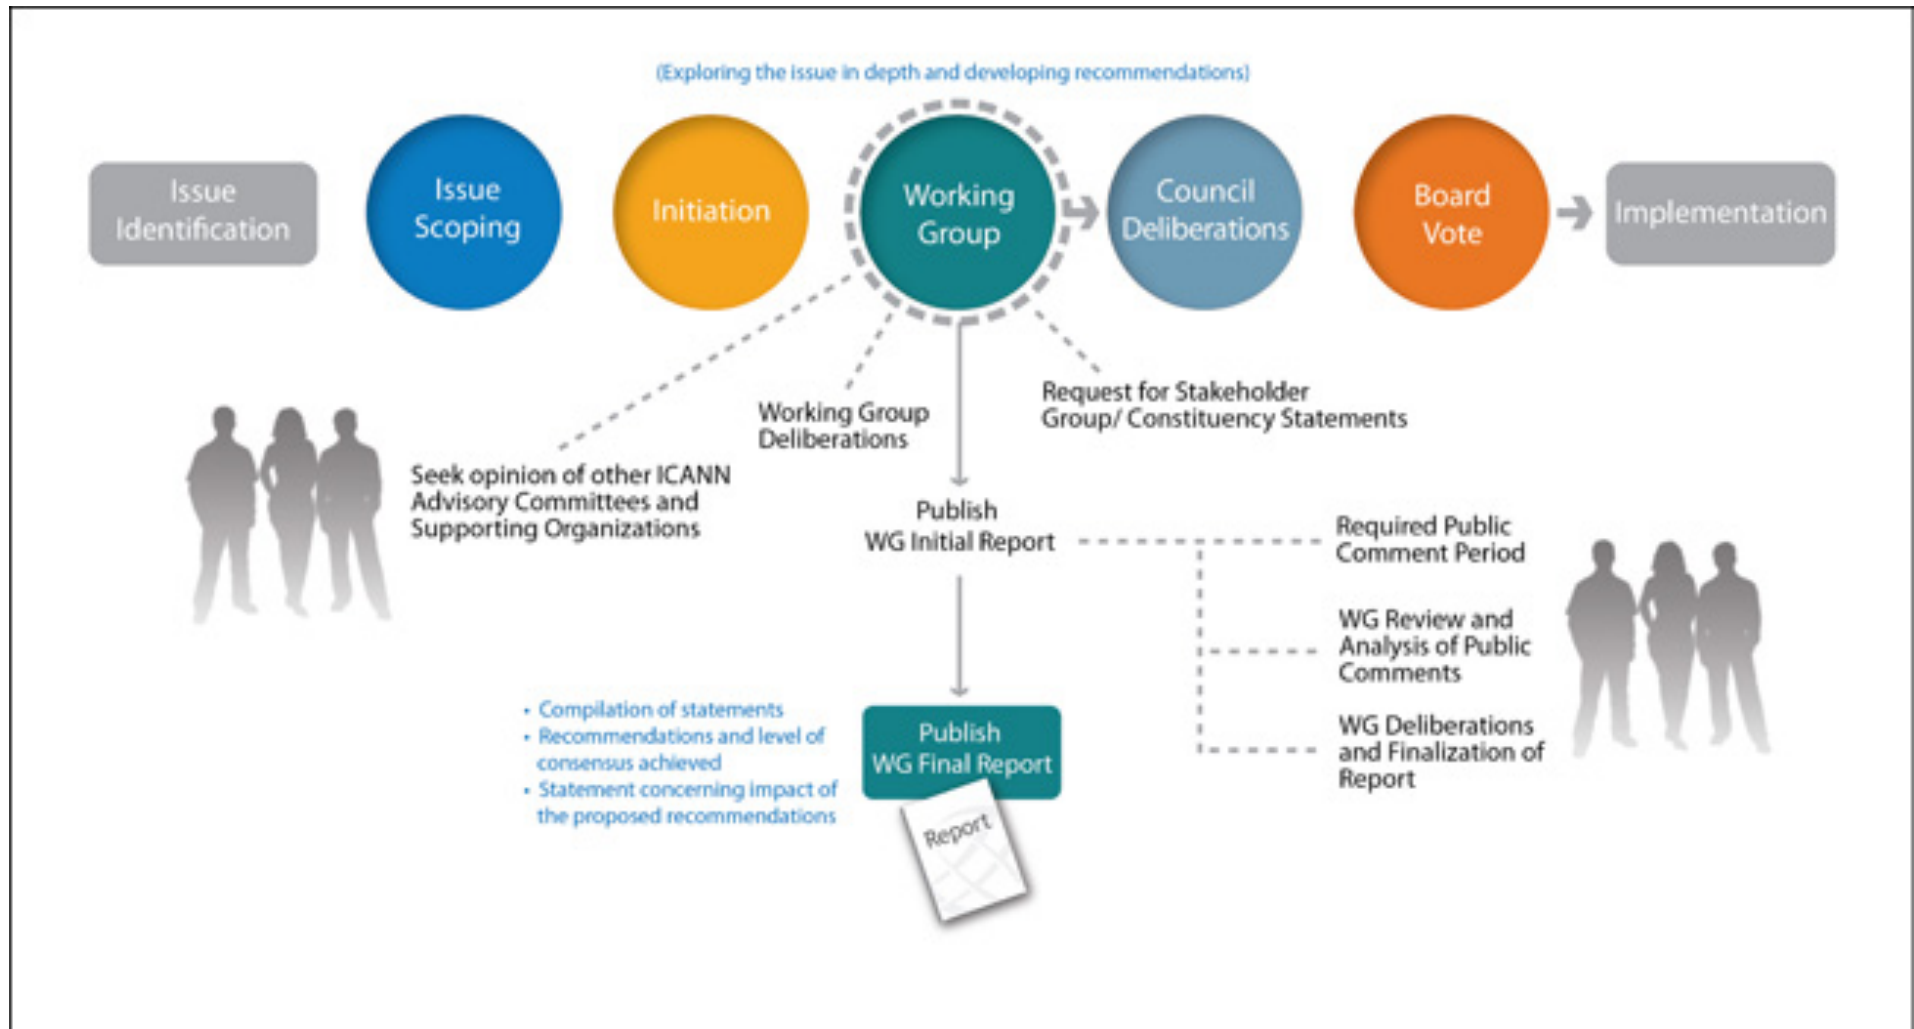 (Exploring the issue in depth and developing recommendations)
Issue
Identification
Issue
Scoping
Initiation
Working
Group
Council
Deliberations
Board
Vote
Implementation
Request for Stakeholder
Group/ Constituency Statements
Working Group
Deliberations
Seek opinion of other ICANN
Advisory Committees and
Supporting Organizations
Publish
WG Initial Report
Required Public
Comment Period
WG Review and
Analysis of Public
Comments
WG Deliberations
and Finalization of
Report
• Compilation of statements
• Recommendations and level of
consensus achieved
• Statement concerning impact of
the proposed recommendations
Publish
WG Final Report
Report